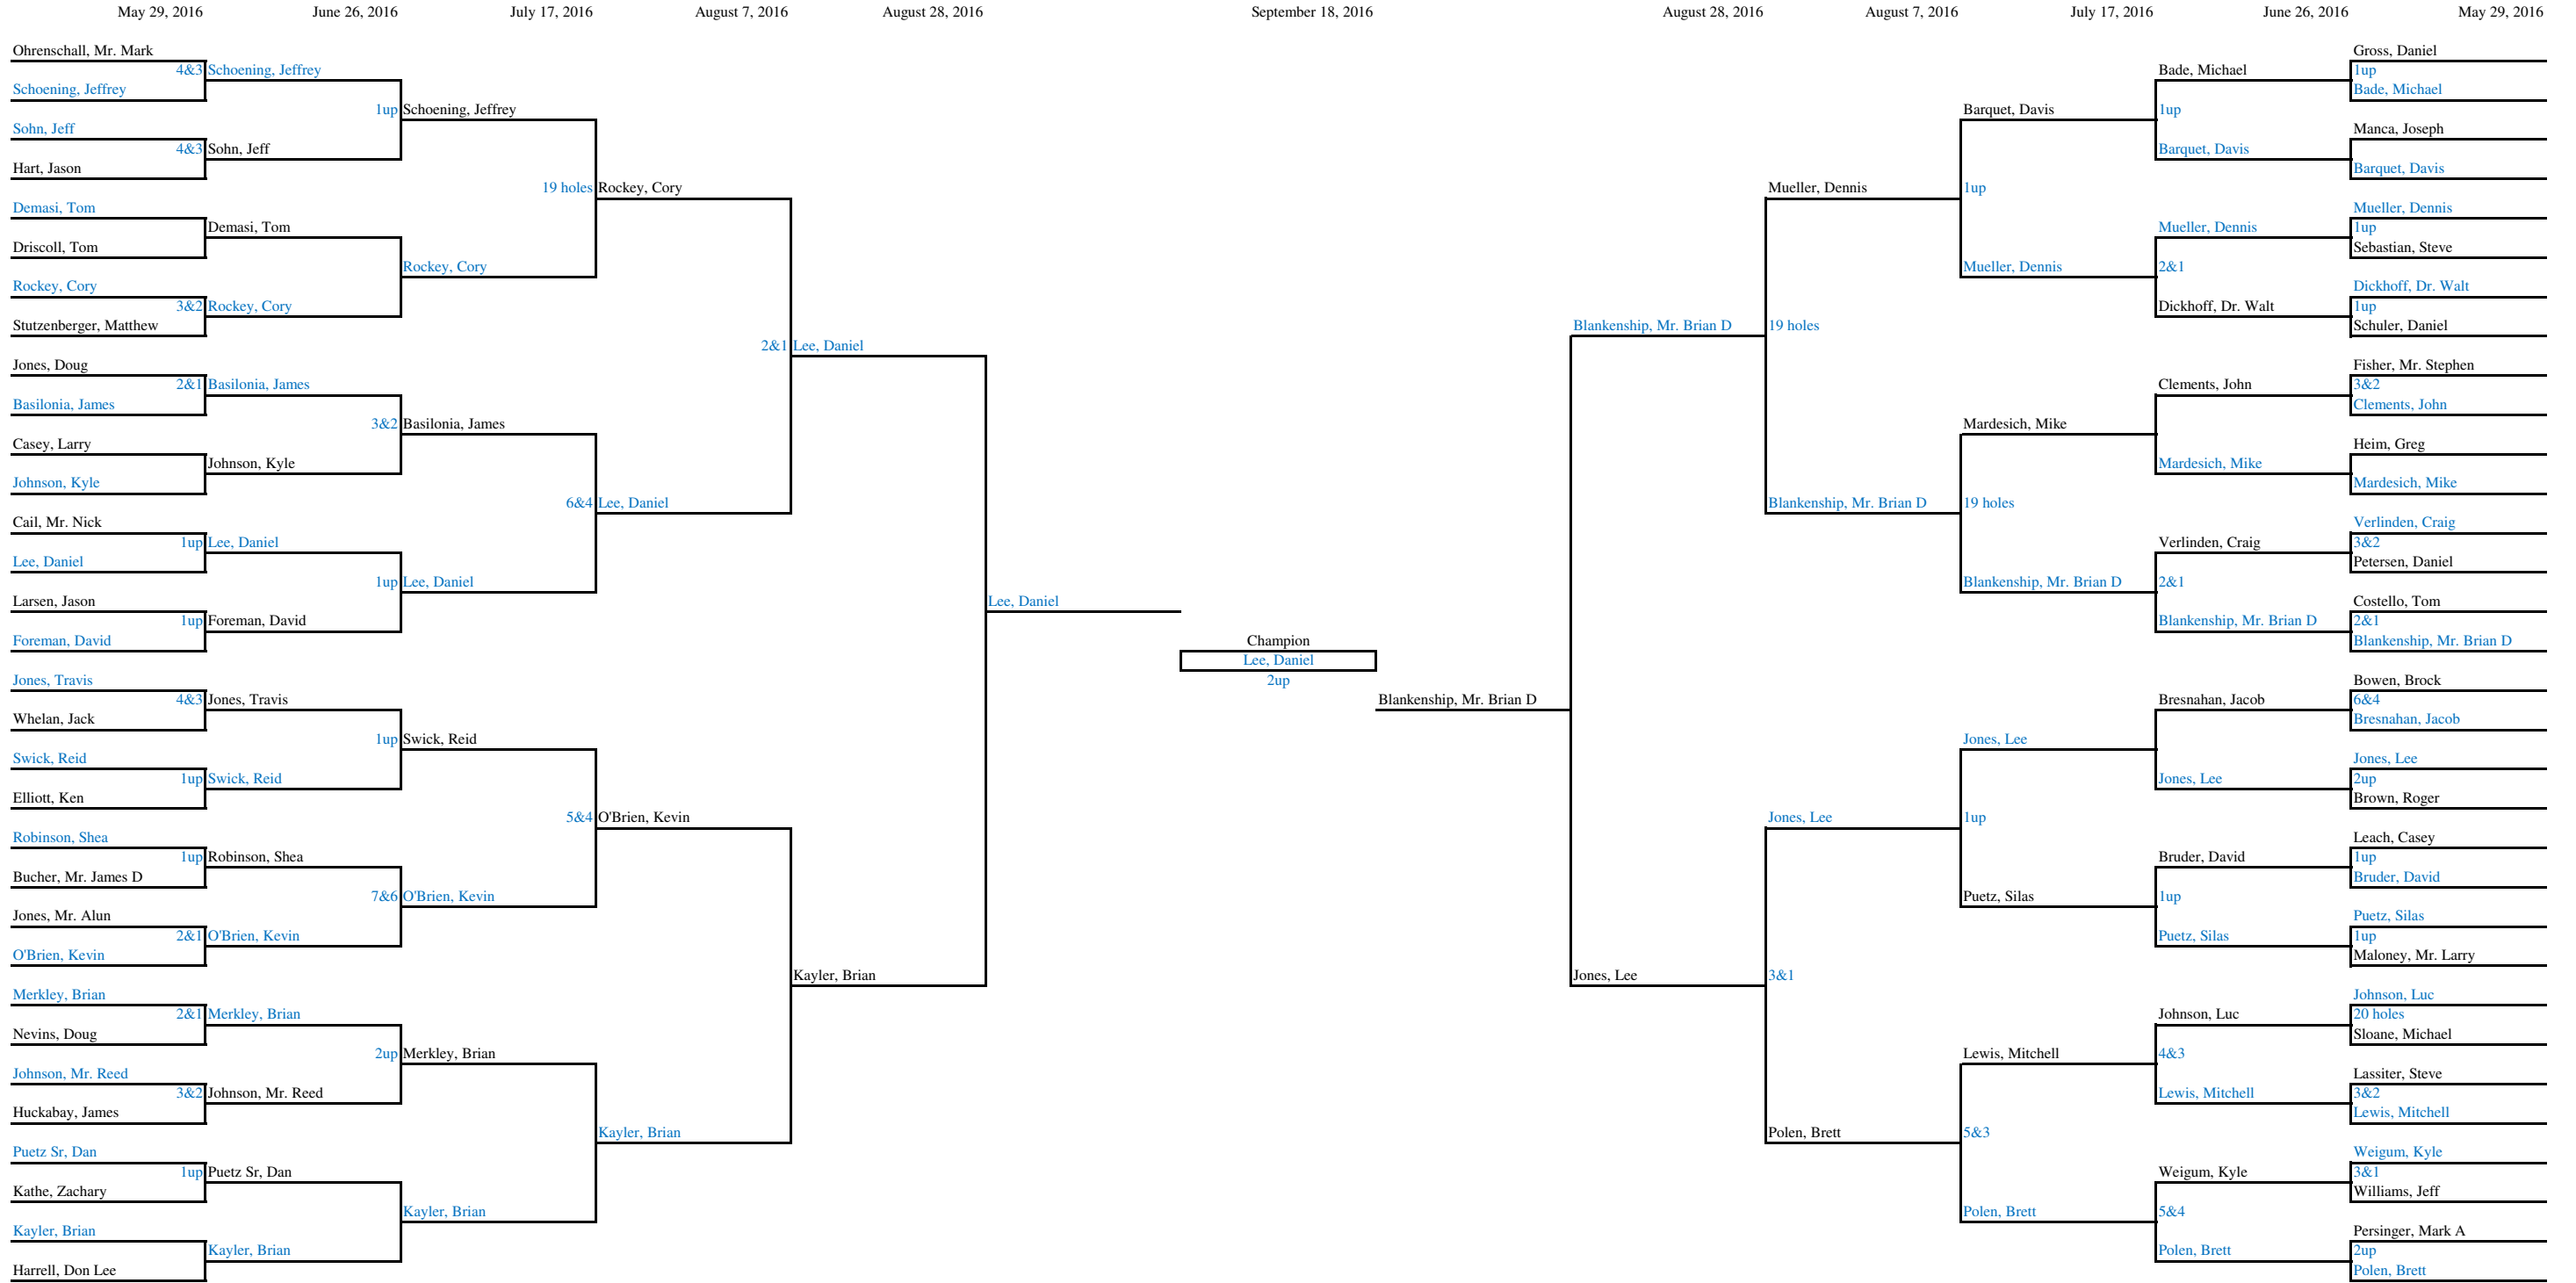 May 29, 2016 June 26, 2016 July 17, 2016 August 7, 2016 August 28, 2016 September 18, 2016 August 28, 2016 August 7, 2016 July 17, 2016 June 26, 2016 May 29, 2016
Ohrenschall, Mr. Mark Gross, Daniel
4&3 Schoening, Jeffrey Bade, Michael 1up
Schoening, Jeffrey Bade, Michael
1up Schoening, Jeffrey Barquet, Davis 1up
Sohn, Jeff Manca, Joseph
4&3 Sohn, Jeff Barquet, Davis
Hart, Jason Barquet, Davis
19 holes Rockey, Cory Mueller, Dennis 1up
Demasi, Tom Mueller, Dennis
Demasi, Tom Mueller, Dennis 1up
Driscoll, Tom Sebastian, Steve
Rockey, Cory Mueller, Dennis 2&1
Rockey, Cory Dickhoff, Dr. Walt
3&2 Rockey, Cory Dickhoff, Dr. Walt 1up
Stutzenberger, Matthew Blankenship, Mr. Brian D 19 holes Schuler, Daniel
2&1 Lee, Daniel
Jones, Doug Fisher, Mr. Stephen
2&1 Basilonia, James Clements, John 3&2
Basilonia, James Clements, John
3&2 Basilonia, James Mardesich, Mike
Casey, Larry Heim, Greg
Johnson, Kyle Mardesich, Mike
Johnson, Kyle Mardesich, Mike
6&4 Lee, Daniel Blankenship, Mr. Brian D 19 holes
Cail, Mr. Nick Verlinden, Craig
1up Lee, Daniel Verlinden, Craig 3&2
Lee, Daniel Petersen, Daniel
1up Lee, Daniel Blankenship, Mr. Brian D 2&1
Larsen, Jason Lee, Daniel Costello, Tom
1up Foreman, David Blankenship, Mr. Brian D 2&1
Foreman, David Champion Blankenship, Mr. Brian D
Lee, Daniel
Jones, Travis 2up Bowen, Brock
4&3 Jones, Travis Blankenship, Mr. Brian D Bresnahan, Jacob 6&4
Whelan, Jack Bresnahan, Jacob
1up Swick, Reid Jones, Lee
Swick, Reid Jones, Lee
1up Swick, Reid Jones, Lee 2up
Elliott, Ken Brown, Roger
5&4 O'Brien, Kevin Jones, Lee 1up
Robinson, Shea Leach, Casey
1up Robinson, Shea Bruder, David 1up
Bucher, Mr. James D Bruder, David
7&6 O'Brien, Kevin Puetz, Silas 1up
Jones, Mr. Alun Puetz, Silas
2&1 O'Brien, Kevin Puetz, Silas 1up
O'Brien, Kevin Maloney, Mr. Larry
Kayler, Brian Jones, Lee 3&1
Merkley, Brian Johnson, Luc
2&1 Merkley, Brian Johnson, Luc 20 holes
Nevins, Doug Sloane, Michael
2up Merkley, Brian Lewis, Mitchell 4&3
Johnson, Mr. Reed Lassiter, Steve
3&2 Johnson, Mr. Reed Lewis, Mitchell 3&2
Huckabay, James Lewis, Mitchell
Kayler, Brian Polen, Brett 5&3
Puetz Sr, Dan Weigum, Kyle
1up Puetz Sr, Dan Weigum, Kyle 3&1
Kathe, Zachary Williams, Jeff
Kayler, Brian Polen, Brett 5&4
Kayler, Brian Persinger, Mark A
Kayler, Brian Polen, Brett 2up
Harrell, Don Lee Polen, Brett